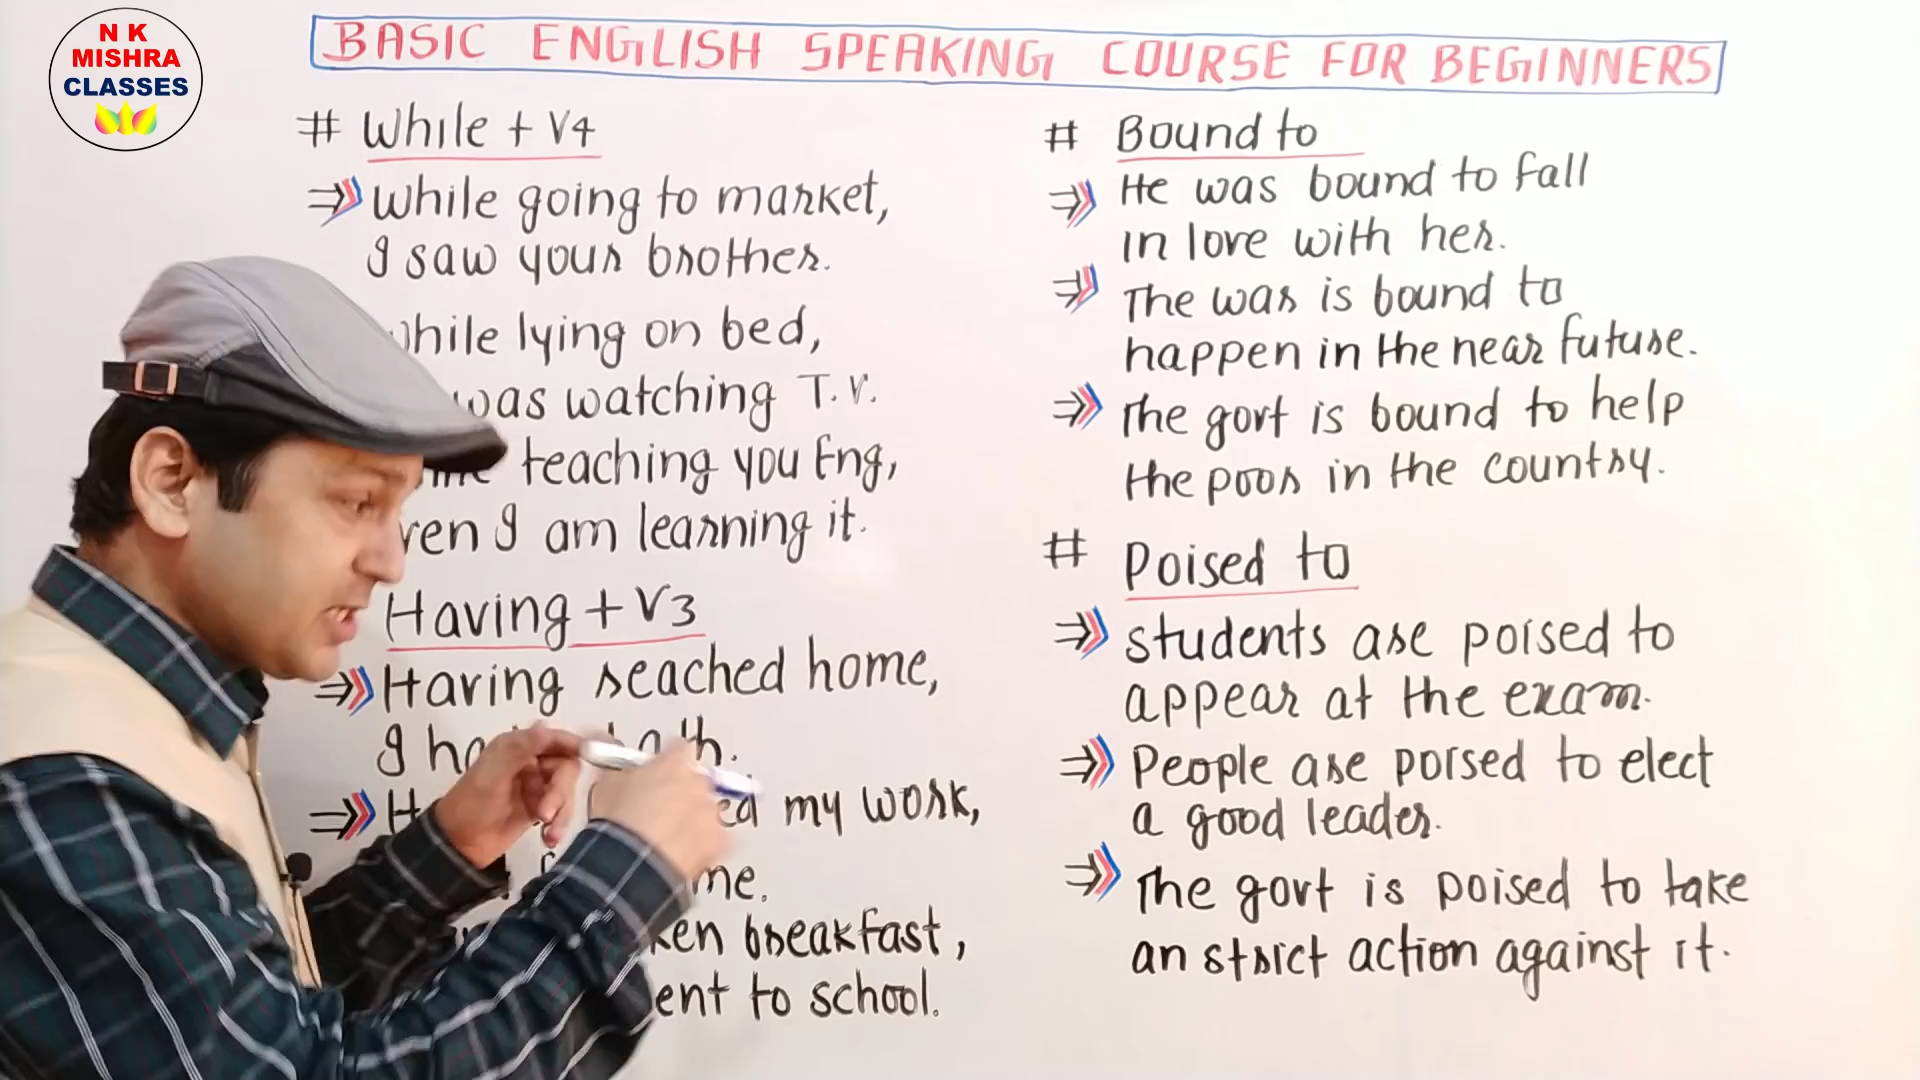 N K
MISHRA
CLASSES
BASIC ENGLISH SPEAKING COURSE FOR BEGINNERS
# While + V4
While going to market,
I saw your brother.
while lying on bed,
was watching T.V.
teaching you Eng,
I am learning it.
Having + V3
Having reached home,
I
my work,
me.
breakfast,
to school.
# Bound to
He was bound to fall
in love with her.
The war is bound to
happen in the near future.
The govt is bound to help
the poor in the country.
# Poised to
students are poised to
appear at the exam.
People are poised to elect
a good leader.
The govt is poised to take
an strict action against it.